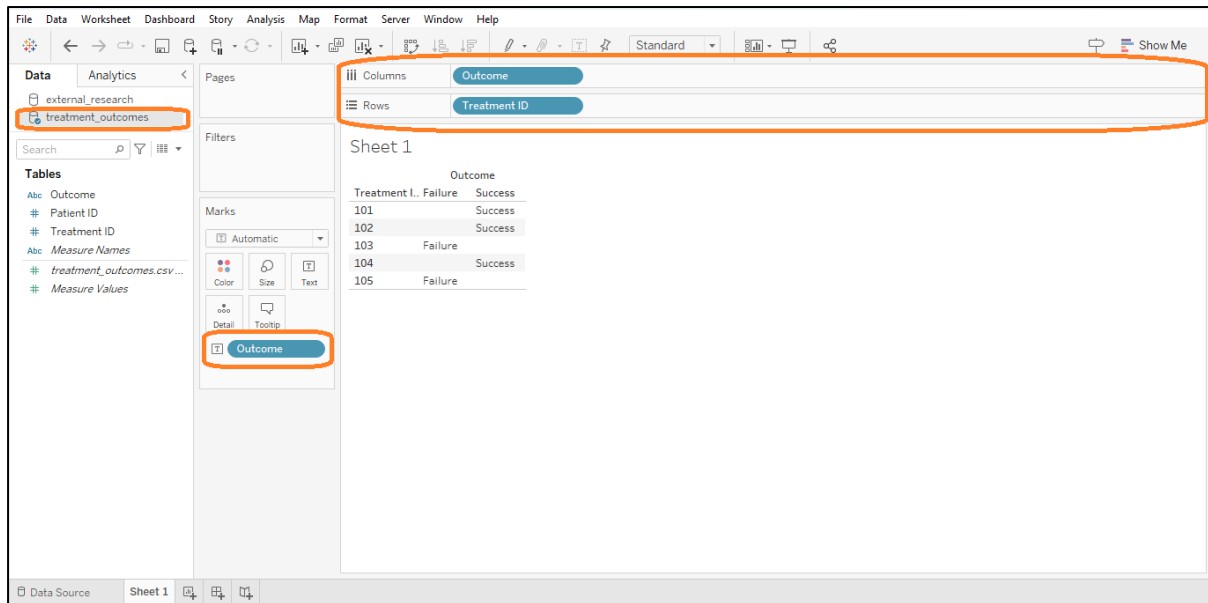 File Data Worksheet Dashboard Story Analysis Map Format Server Window Help
Standard Show Me
Data Analytics
external_research
treatment_outcomes
Search
Tables
Abc Outcome
# Patient ID
# Treatment ID
Abc Measure Names
# treatment_outcomes.csv ...
# Measure Values
Pages
Filters
Marks
Automatic
Color Size Text
Detail Tooltip
Outcome
Columns Outcome
Rows Treatment ID
Sheet 1
Outcome
Treatment I.. Failure Success
101 Success
102 Success
103 Failure
104 Success
105 Failure
Data Source Sheet 1